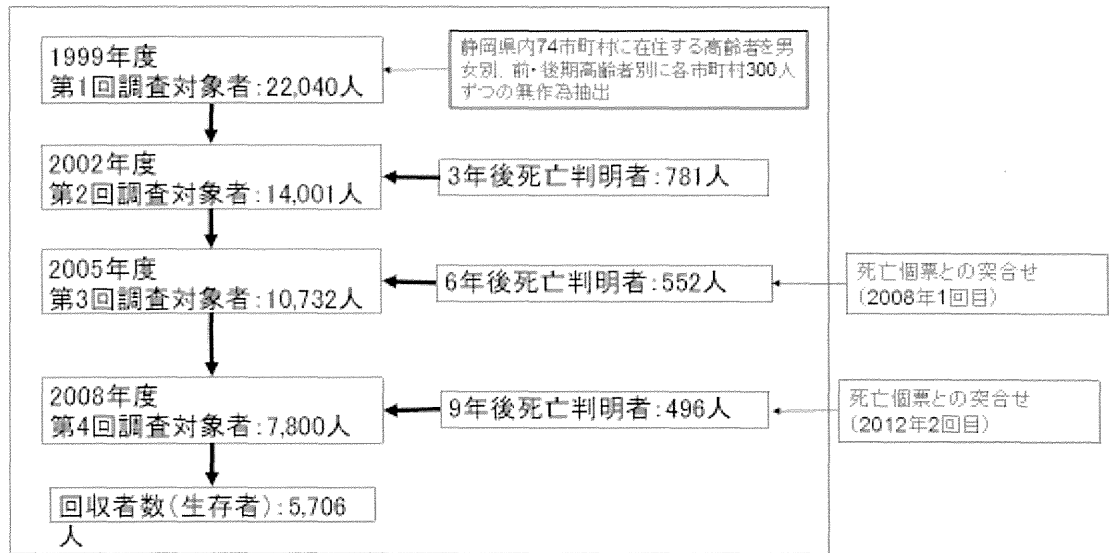 1999年度
第1回調査対象者:22,040人
静岡県内74市町村に在住する高齢者を男
女別、前・後期高齢者別に各市町村300人
ずつの無作為抽出
2002年度
第2回調査対象者:14,001人
3年後死亡判明者:781人
2005年度
第3回調査対象者:10,732人
6年後死亡判明者:552人
死亡個票との突合せ
(2008年1回目)
2008年度
第4回調査対象者:7,800人
9年後死亡判明者:496人
死亡個票との突合せ
(2012年2回目)
回収者数(生存者):5,706
人